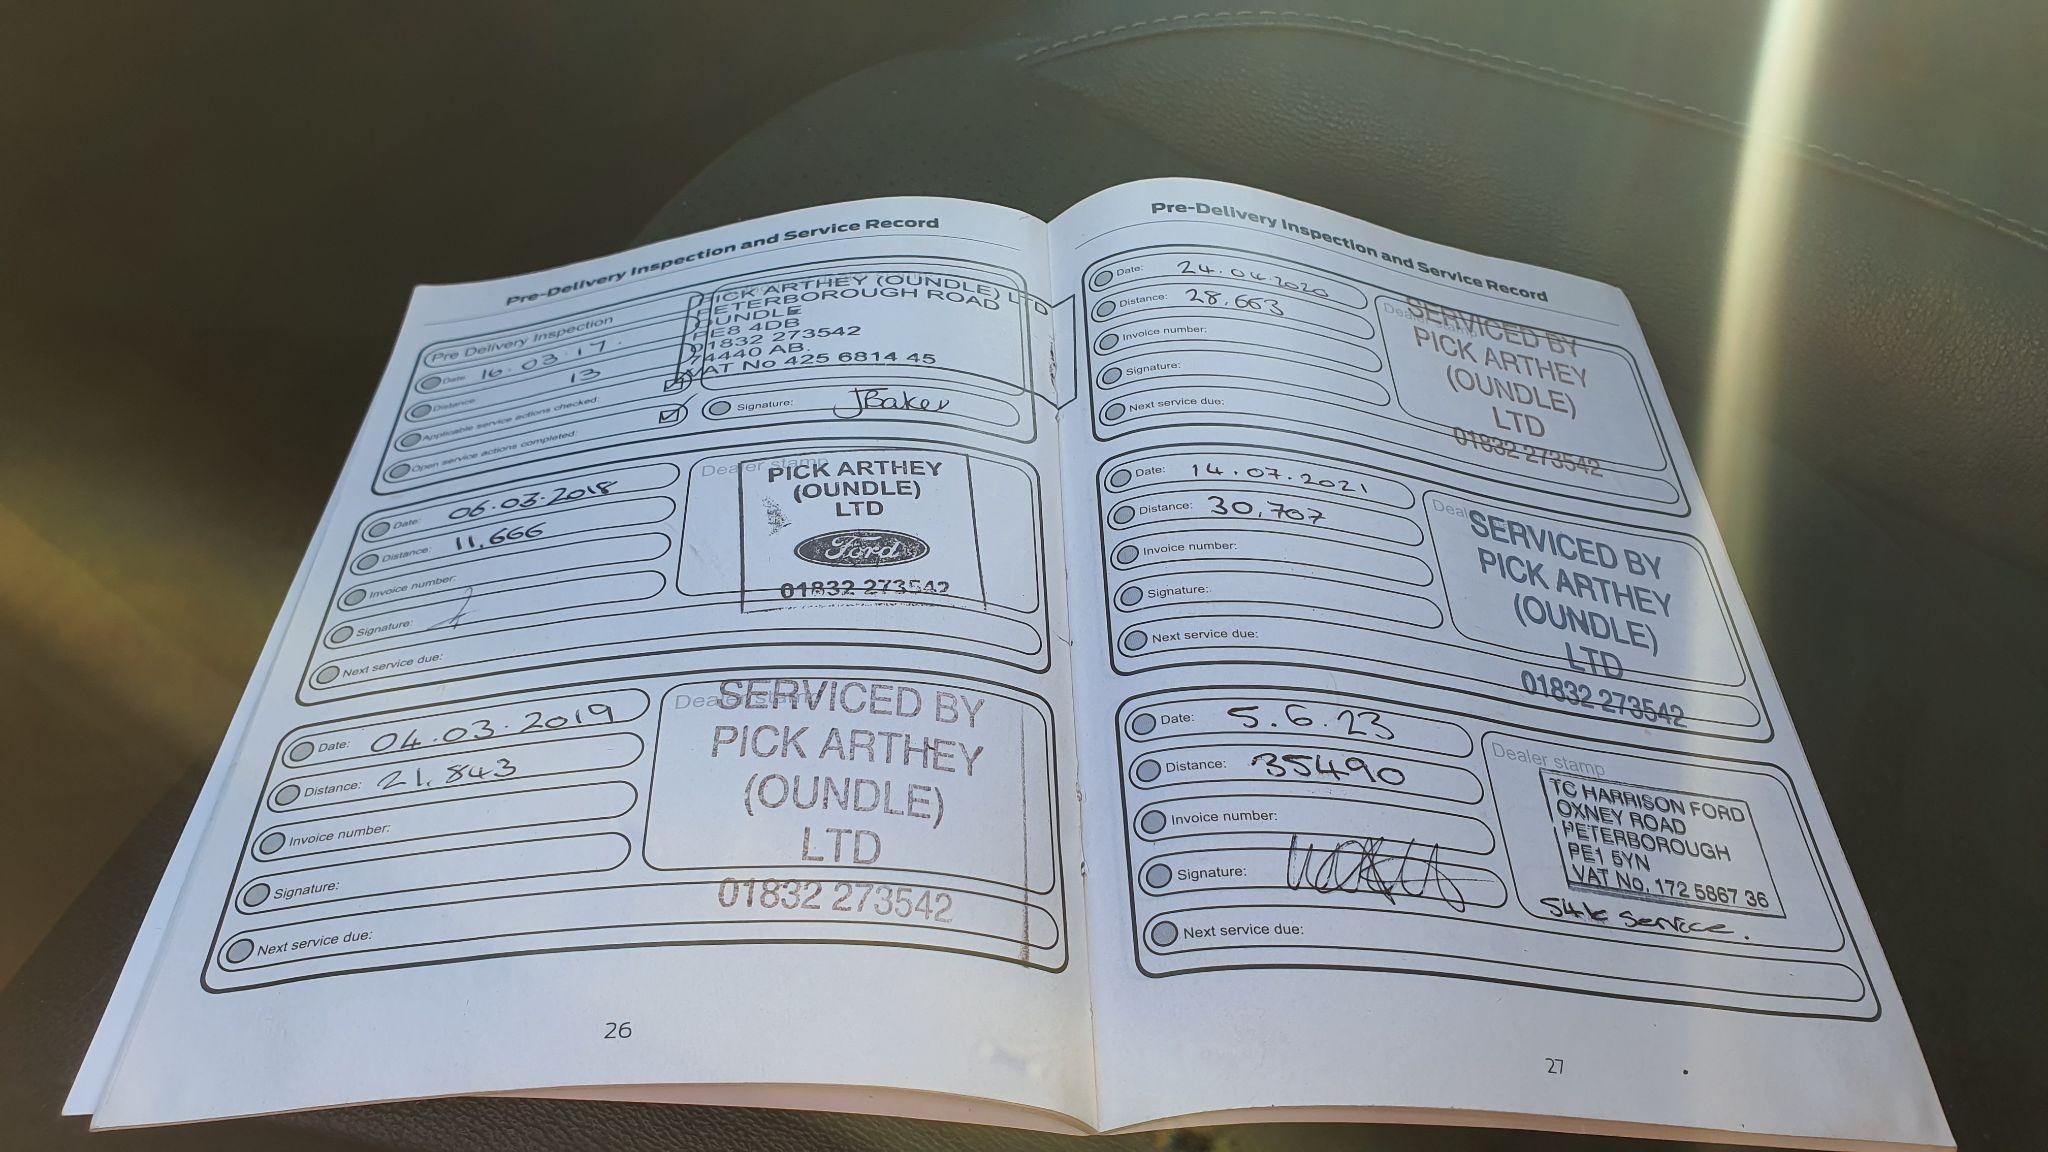 Pre-Delivery Inspection and Service Record
Pre Delivery Inspection
Date: 16.03.17.
Distance: 13
Applicable service actions checked:
Open service actions completed:
PICK ARTHEY (OUNDLE) LTD
PETERBOROUGH ROAD
OUNDLE
PE8 4DB
01832 273542
74440 AB.
VAT No 425 6814 45
Signature: JBaker
Date: 06.03.2018
Distance: 11,666
Invoice number:
Signature:
Next service due:
Dealer stamp
PICK ARTHEY
(OUNDLE)
LTD
Ford
01832 273542
Date: 04.03.2019
Distance: 21,843
Invoice number:
Signature:
Next service due:
Dealer stamp
SERVICED BY
PICK ARTHEY
(OUNDLE)
LTD
01832 273542
26
Pre-Delivery Inspection and Service Record
Date: 24.04.2020
Distance: 28,663
Invoice number:
Signature:
Next service due:
Dealer stamp
SERVICED BY
PICK ARTHEY
(OUNDLE)
LTD
01832 273542
Date: 14.07.2021
Distance: 30,707
Invoice number:
Signature:
Next service due:
Dealer
SERVICED BY
PICK ARTHEY
(OUNDLE)
LTD
01832 273542
Date: 5.6.23
Distance: 35490
Invoice number:
Signature:
Next service due:
Dealer stamp
TC HARRISON FORD
OXNEY ROAD
PETERBOROUGH
PE1 5YN
VAT No. 172 5867 36
54k service.
27